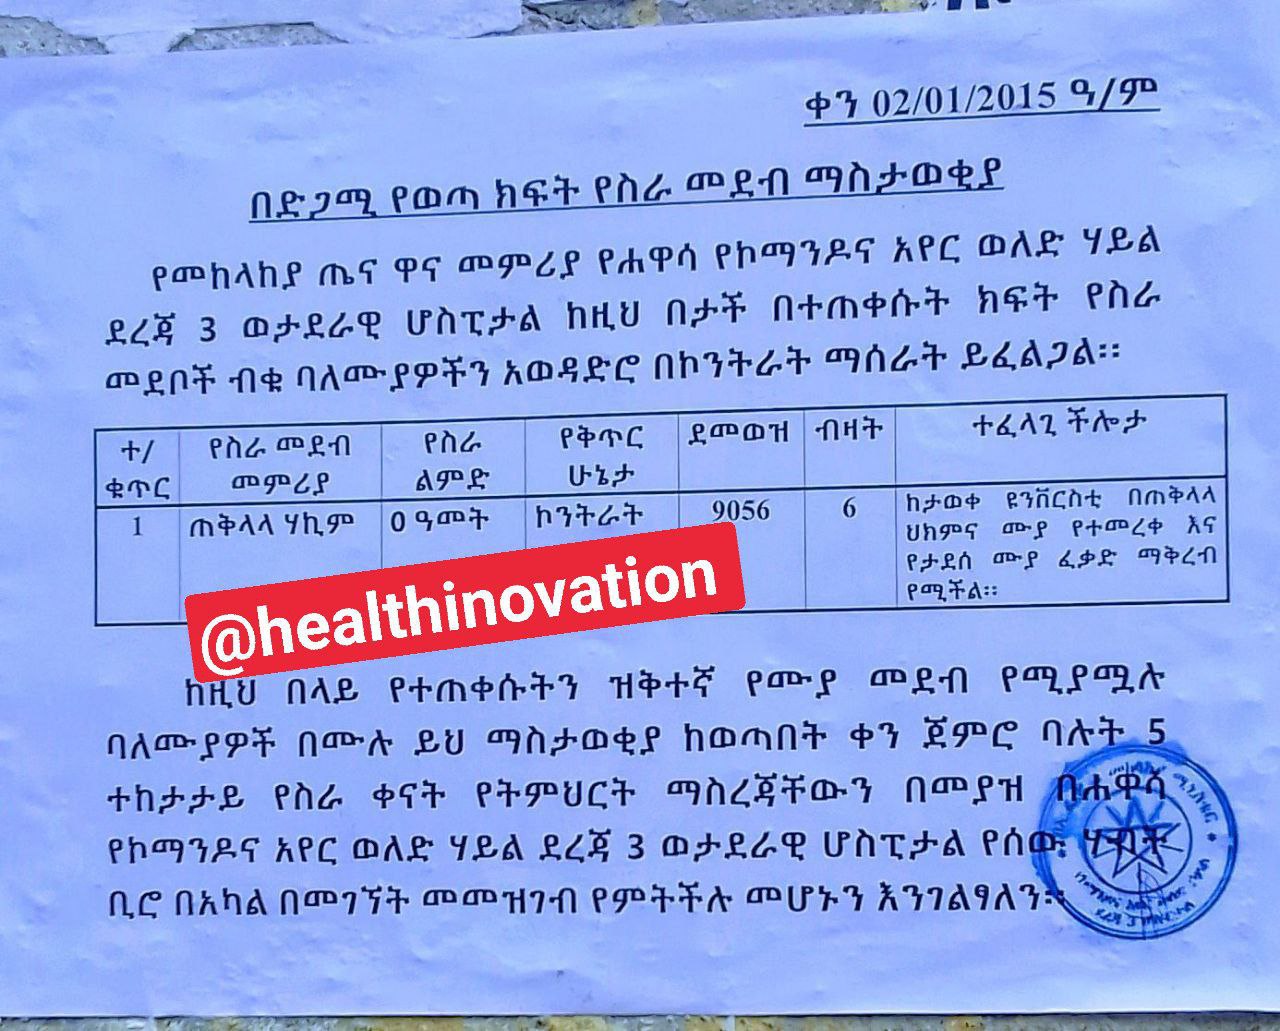 ቀን 02/01/2015 ዓ/ም
በድጋሚ የወጣ ክፍት የስራ መደብ ማስታወቂያ
የመከላከያ ጤና ዋና መምሪያ የሐዋሳ የኮማንዶና አየር ወለድ ሃይል
ደረጃ 3 ወታደራዊ ሆስፒታል ከዚህ በታች በተጠቀሱት ክፍት የስራ
መደቦች ብቁ ባለሙያዎችን አወዳድሮ በኮንትራት ማሰራት ይፈልጋል።
ተ/
ቁጥር
የስራ መደብ
መምሪያ
የስራ
ልምድ
የቅጥር
ሁኔታ
ደመወዝ
ብዛት
ተፈላጊ ችሎታ
1
ጠቅላላ ሃኪም
0 ዓመት
ኮንትራት
9056
6
ከታወቀ ዩንቨርስቲ በጠቅላላ
ህክምና ሙያ የተመረቀ እና
የታደሰ ሙያ ፈቃድ ማቅረብ
የሚችል።
@healthinovation
ከዚህ በላይ የተጠቀሱትን ዝቅተኛ የሙያ መደብ የሚያሟሉ
ባለሙያዎች በሙሉ ይህ ማስታወቂያ ከወጣበት ቀን ጀምሮ ባሉት 5
ተከታታይ የስራ ቀናት የትምህርት ማስረጃቸውን በመያዝ በሐዋሳ
የኮማንዶና አየር ወለድ ሃይል ደረጃ 3 ወታደራዊ ሆስፒታል የሰው ሃብት
ቢሮ በአካል በመገኘት መመዝገብ የምትችሉ መሆኑን እንገልፃለን።